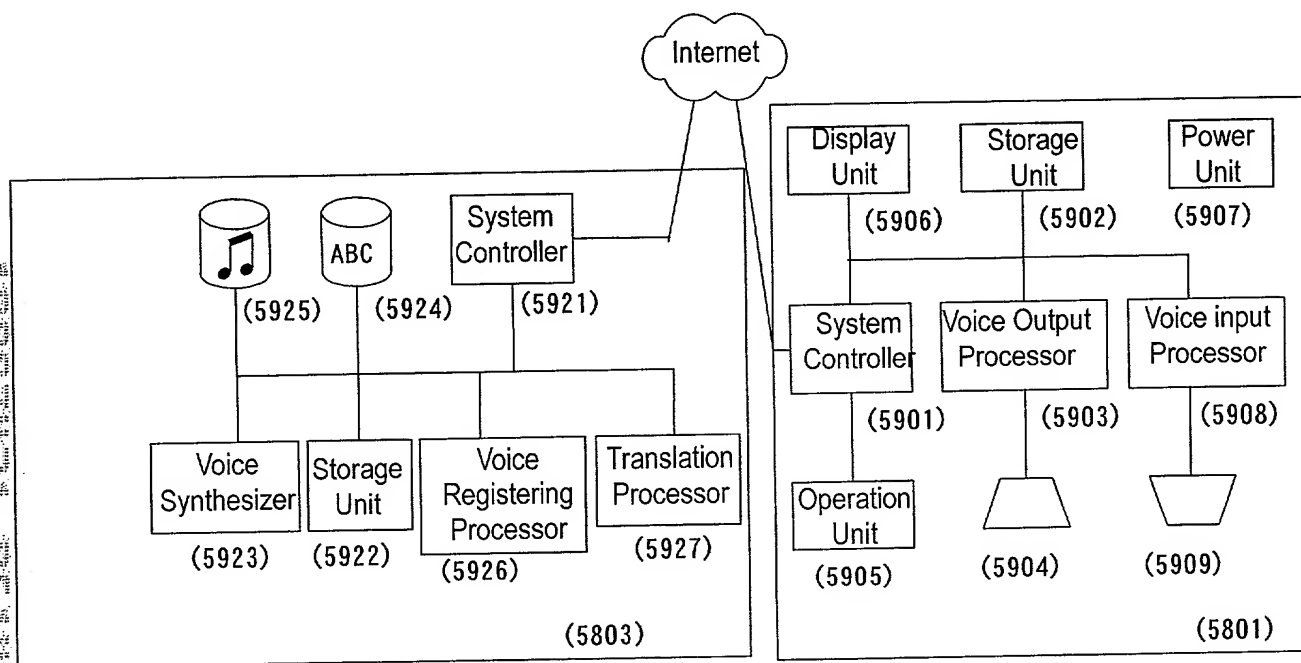 Internet
Display
Unit
(5906)
Storage
Unit
(5902)
Power
Unit
(5907)
ABC
System
Controller
(5925)
(5924)
(5921)
System
Controller
(5901)
Voice Output
Processor
(5903)
Voice input
Processor
(5908)
Voice
Synthesizer
(5923)
Storage
Unit
(5922)
Voice
Registering
Processor
(5926)
Translation
Processor
(5927)
Operation
Unit
(5905)
(5904)
(5909)
(5803)
(5801)